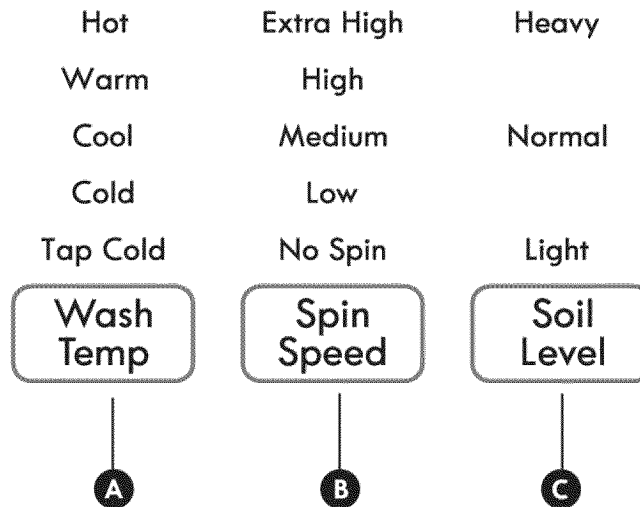 Hot Extra High Heavy
Warm High
Cool Medium Normal
Cold Low
Tap Cold No Spin Light
Wash Temp
Spin Speed
Soil Level
A B C